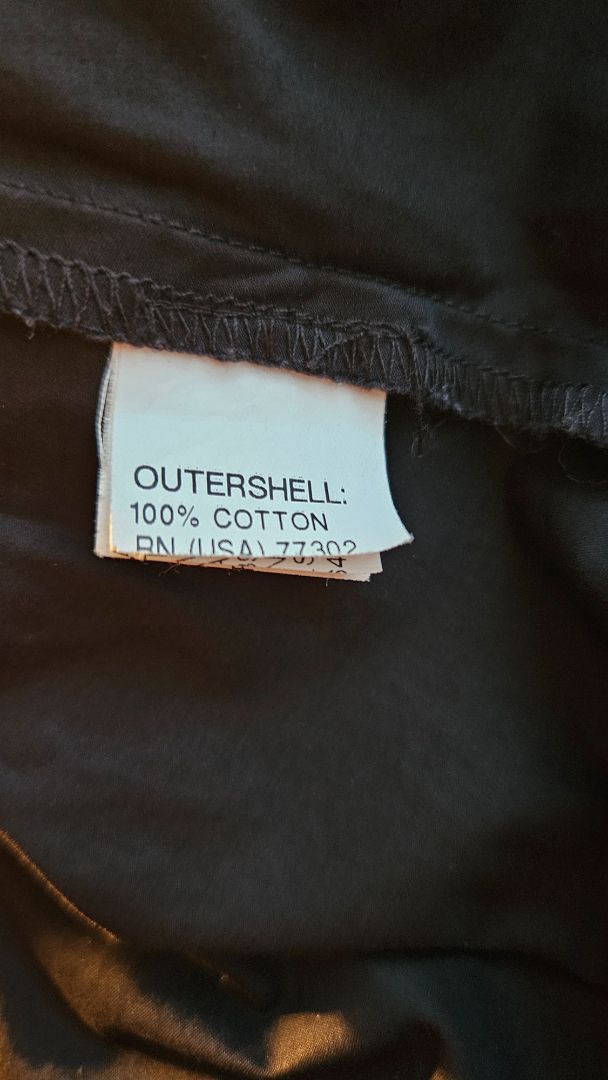 OUTERSHELL:
100% COTTON
RN (USA) 77302